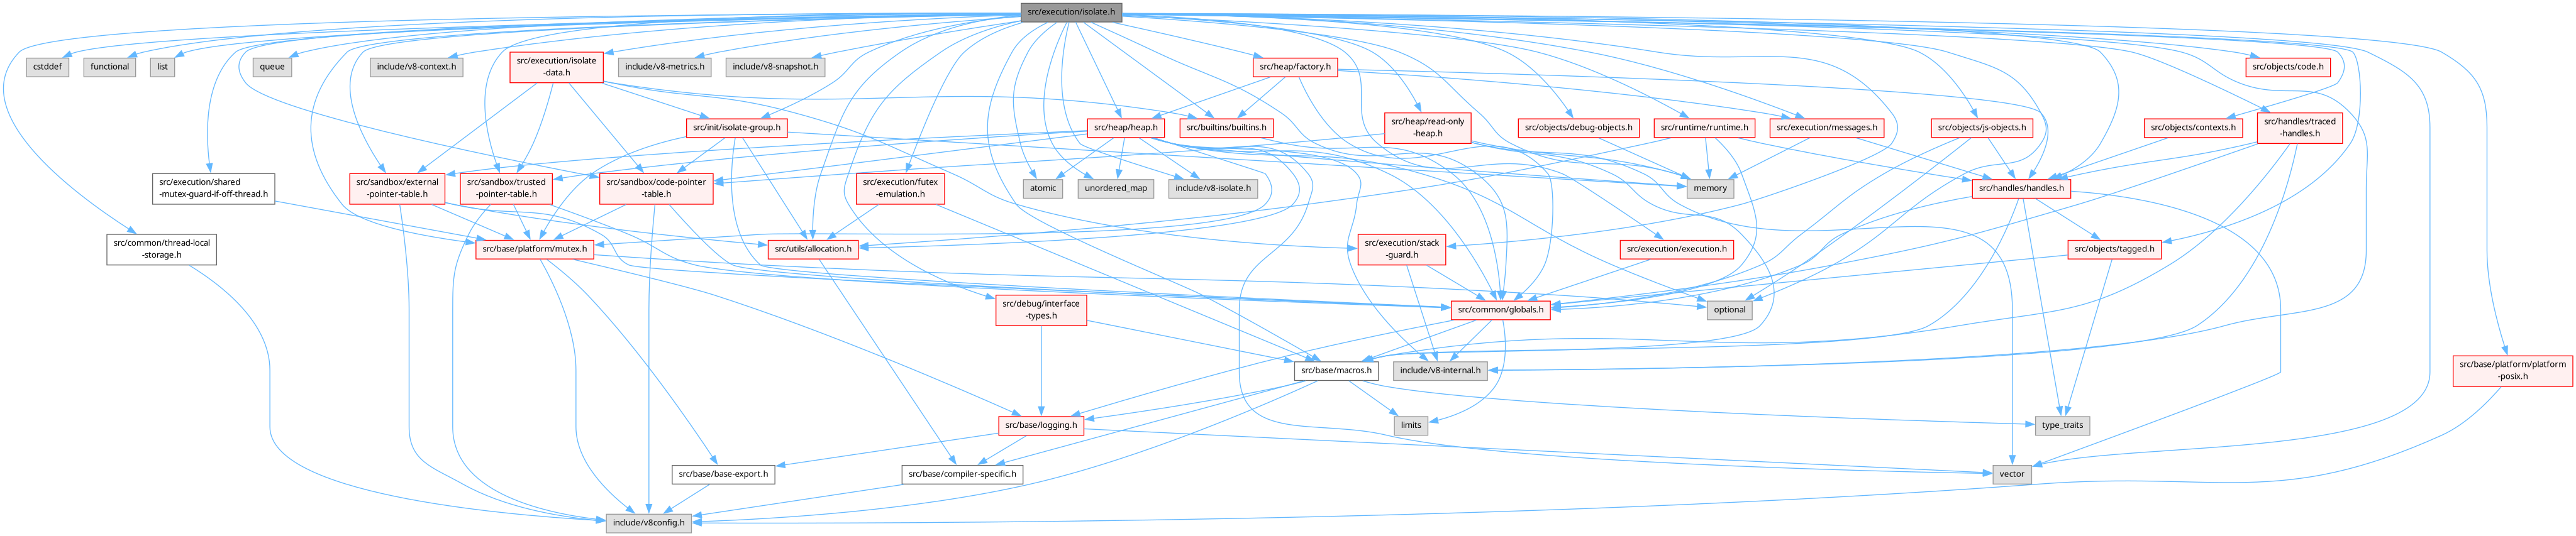 src/execution/isolate.h
cstddef
functional
list
queue
include/v8-context.h
src/execution/isolate
-data.h
include/v8-metrics.h
include/v8-snapshot.h
src/heap/factory.h
src/objects/code.h
src/init/isolate-group.h
src/heap/heap.h
src/builtins/builtins.h
src/heap/read-only
-heap.h
src/objects/debug-objects.h
src/runtime/runtime.h
src/execution/messages.h
src/objects/js-objects.h
src/objects/contexts.h
src/handles/traced
-handles.h
src/execution/shared
-mutex-guard-if-off-thread.h
src/sandbox/external
-pointer-table.h
src/sandbox/trusted
-pointer-table.h
src/sandbox/code-pointer
-table.h
src/execution/futex
-emulation.h
atomic
unordered_map
include/v8-isolate.h
memory
src/handles/handles.h
src/common/thread-local
-storage.h
src/base/platform/mutex.h
src/utils/allocation.h
src/execution/stack
-guard.h
src/execution/execution.h
src/objects/tagged.h
src/debug/interface
-types.h
src/common/globals.h
optional
src/base/macros.h
include/v8-internal.h
src/base/platform/platform
-posix.h
src/base/logging.h
limits
type_traits
src/base/base-export.h
src/base/compiler-specific.h
vector
include/v8config.h